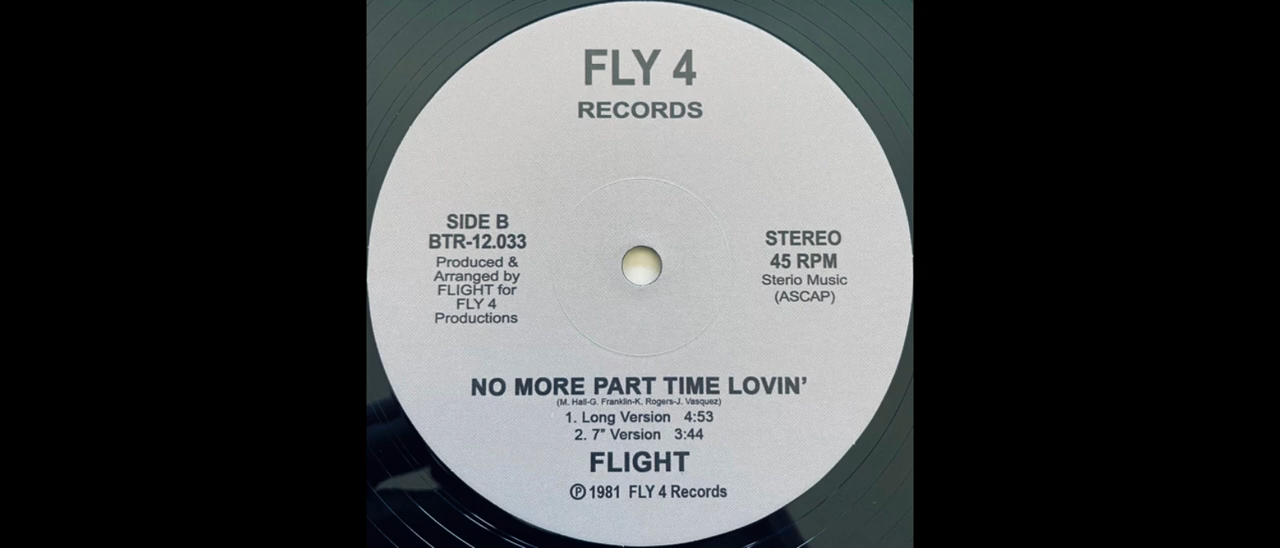 FLY 4
RECORDS
SIDE B
BTR-12.033
Produced &
Arranged by
FLIGHT for
FLY 4
Productions
STEREO
45 RPM
Sterio Music
(ASCAP)
NO MORE PART TIME LOVIN'
(M. Hall-G. Franklin-K. Rogers-J. Vasquez)
1. Long Version 4:53
2. 7" Version 3:44
FLIGHT
℗ 1981 FLY 4 Records